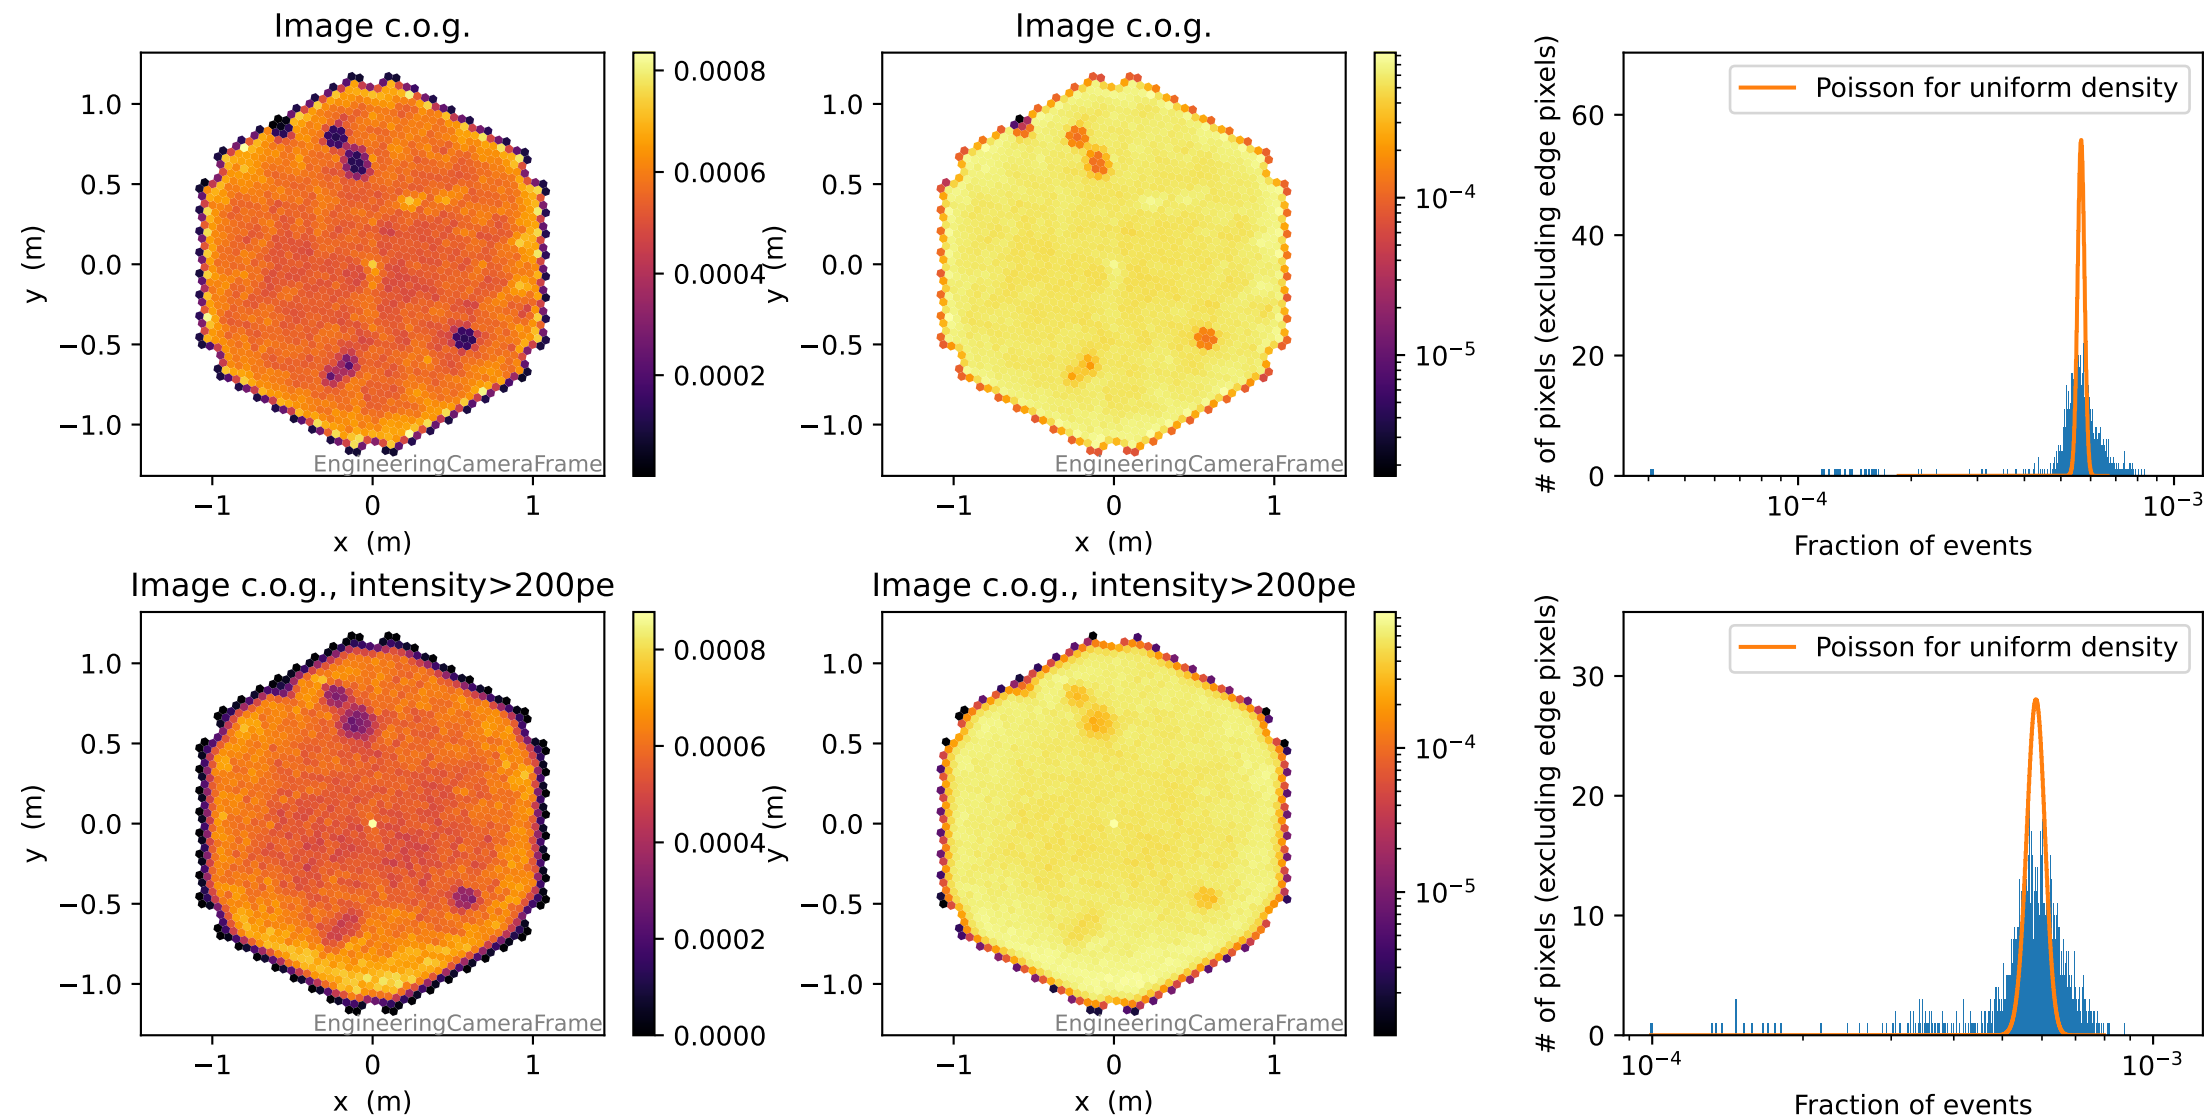 Image c.o.g.
y (m)
1.0
0.5
0.0
−0.5
−1.0
−1
0
1
x (m)
EngineeringCameraFrame
0.0008
0.0006
0.0004
0.0002
Image c.o.g.
y (m)
1.0
0.5
0.0
−0.5
−1.0
−1
0
1
x (m)
EngineeringCameraFrame
10⁻⁴
10⁻⁵
# of pixels (excluding edge pixels)
60
40
20
0
Poisson for uniform density
10⁻⁴
10⁻³
Fraction of events
Image c.o.g., intensity>200pe
y (m)
1.0
0.5
0.0
−0.5
−1.0
−1
0
1
x (m)
EngineeringCameraFrame
0.0008
0.0006
0.0004
0.0002
0.0000
Image c.o.g., intensity>200pe
y (m)
1.0
0.5
0.0
−0.5
−1.0
−1
0
1
x (m)
EngineeringCameraFrame
10⁻⁴
10⁻⁵
# of pixels (excluding edge pixels)
30
20
10
0
Poisson for uniform density
10⁻⁴
10⁻³
Fraction of events